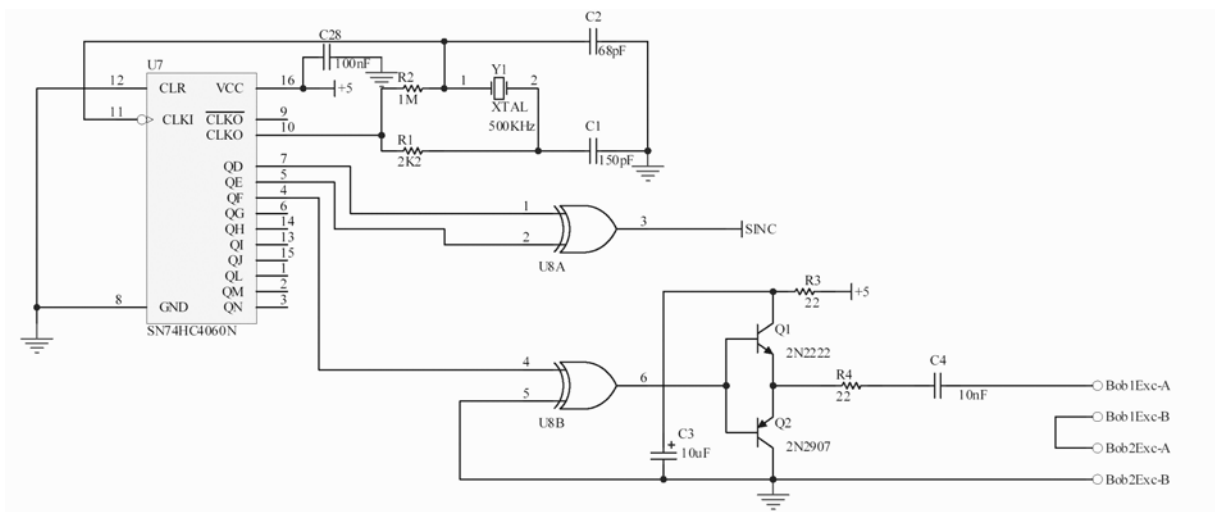 C2
68pF
C28
100nF
U7
12 CLR VCC 16
+5
R2
1M
1 Y1 2
XTAL
500KHz
11 CLKI CLKO 9
CLKO 10
R1
2K2
C1
150pF
QD 7
QE 5
QF 4
QG 6
QH 14
QI 13
QJ 15
QL 1
QM 2
QN 3
8 GND
SN74HC4060N
1
2
3
SINC
U8A
R3
22
+5
Q1
2N2222
4
5
6
U8B
R4
22
C4
10nF
Bob1Exc-A
Bob1Exc-B
Q2
2N2907
C3
+
10uF
Bob2Exc-A
Bob2Exc-B